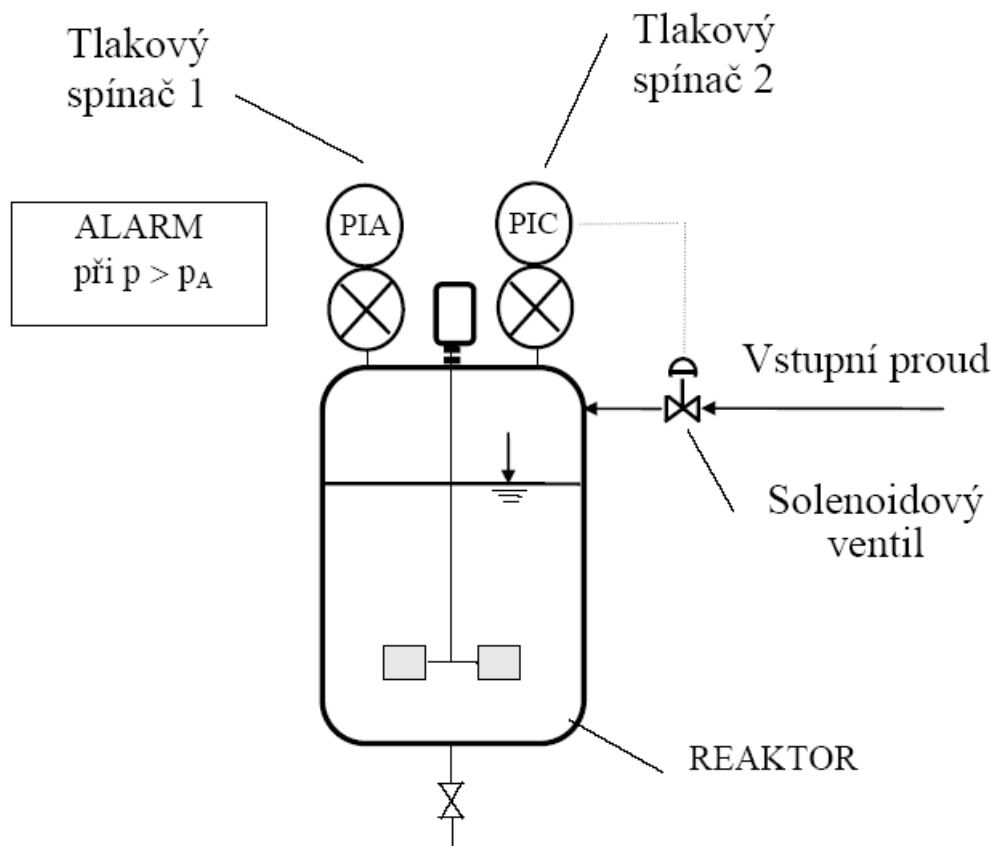 Tlakový
spínač 1
Tlakový
spínač 2
ALARM
při p > pA
PIA
PIC
Vstupní proud
Solenoidový
ventil
REAKTOR